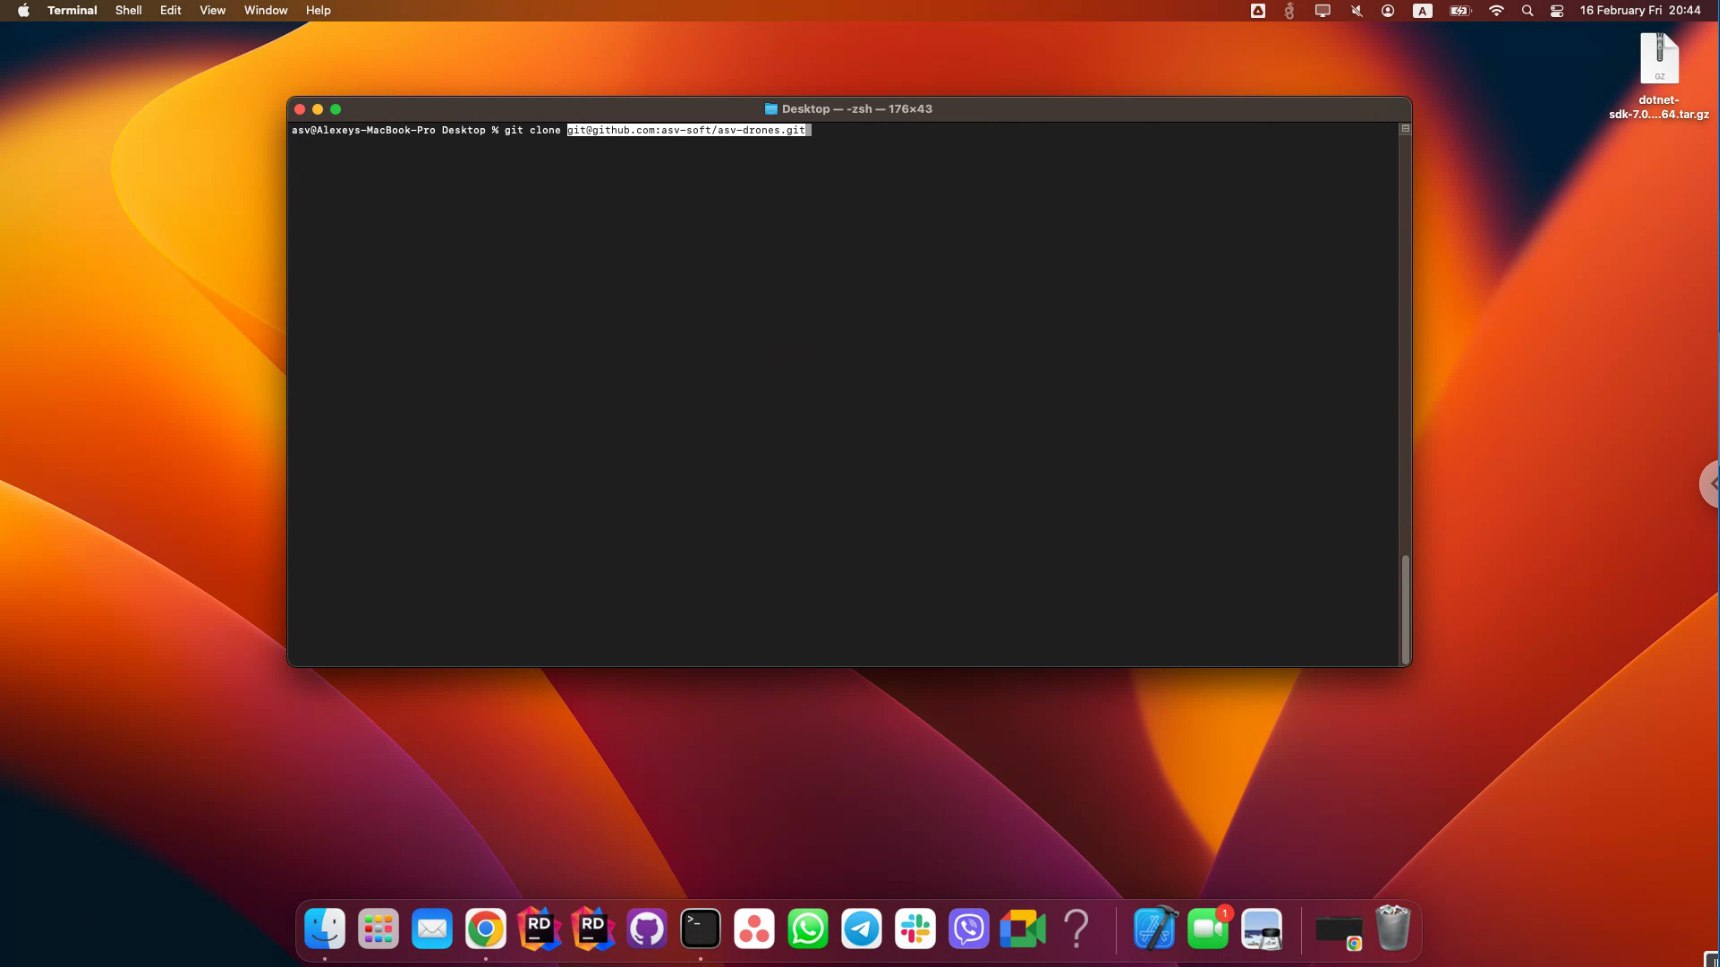 Terminal Shell Edit View Window Help
A
16 February Fri 20:44
GZ
dotnet-
sdk-7.0....64.tar.gz
Desktop — -zsh — 176×43
asv@Alexeys-MacBook-Pro Desktop % git clone git@github.com:asv-soft/asv-drones.git
RD
RD
>_
1